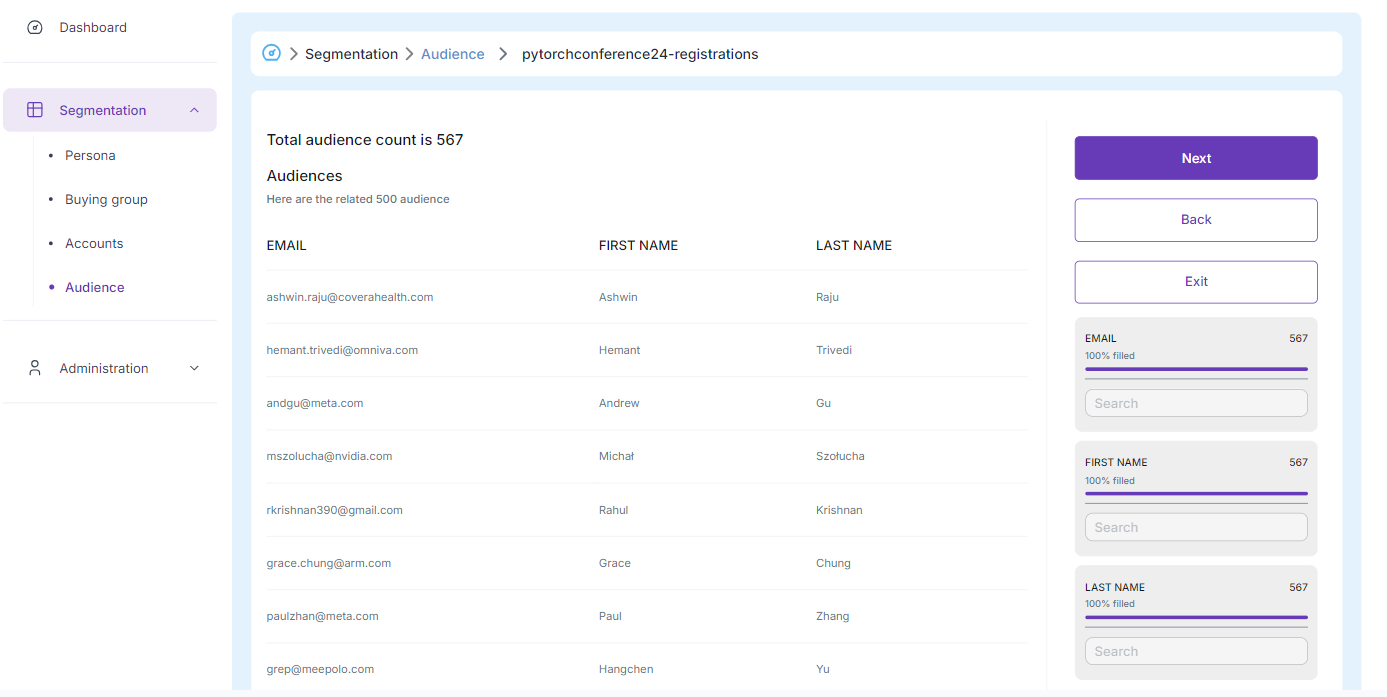 Dashboard
Segmentation
Persona
Buying group
Accounts
Audience
Administration
Segmentation Audience pytorchconference24-registrations
Total audience count is 567
Audiences
Here are the related 500 audience
EMAIL FIRST NAME LAST NAME
ashwin.raju@coverahealth.com Ashwin Raju
hemant.trivedi@omniva.com Hemant Trivedi
andgu@meta.com Andrew Gu
mszolucha@nvidia.com Michał Szołucha
rkrishnan390@gmail.com Rahul Krishnan
grace.chung@arm.com Grace Chung
paulzhan@meta.com Paul Zhang
grep@meepolo.com Hangchen Yu
Next
Back
Exit
EMAIL 567
100% filled
Search
FIRST NAME 567
100% filled
Search
LAST NAME 567
100% filled
Search